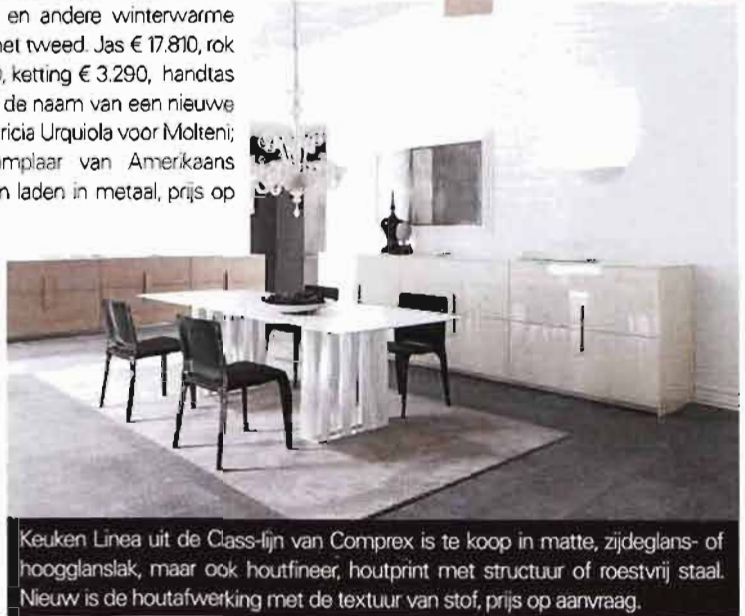 en andere winterwarme
net tweed. Jas € 17.810, rok
, ketting € 3.290, handtas
de naam van een nieuwe
ricia Urquiola voor Molteni;
mplaar van Amerikaans
n laden in metaal, prijs op
Keuken Linea uit de Class-lijn van Comprex is te koop in matte, zijdeglans- of
hoogglanslak, maar ook houtfineer, houtprint met structuur of roestvrij staal.
Nieuw is de houtafwerking met de textuur van stof, prijs op aanvraag.